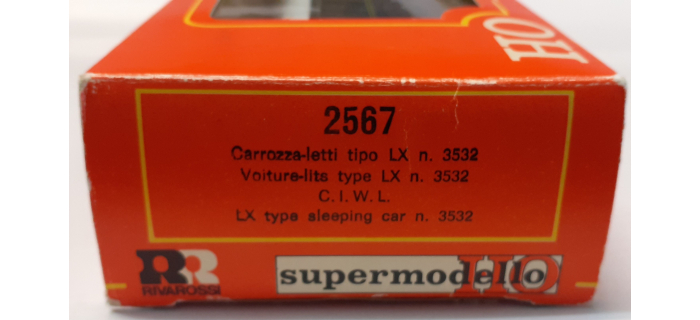 HO
2567
Carrozza-letti tipo LX n. 3532
Voiture-lits type LX n. 3532
C.I.W.L.
LX type sleeping car n. 3532
RR
RIVAROSSI
supermodello HO